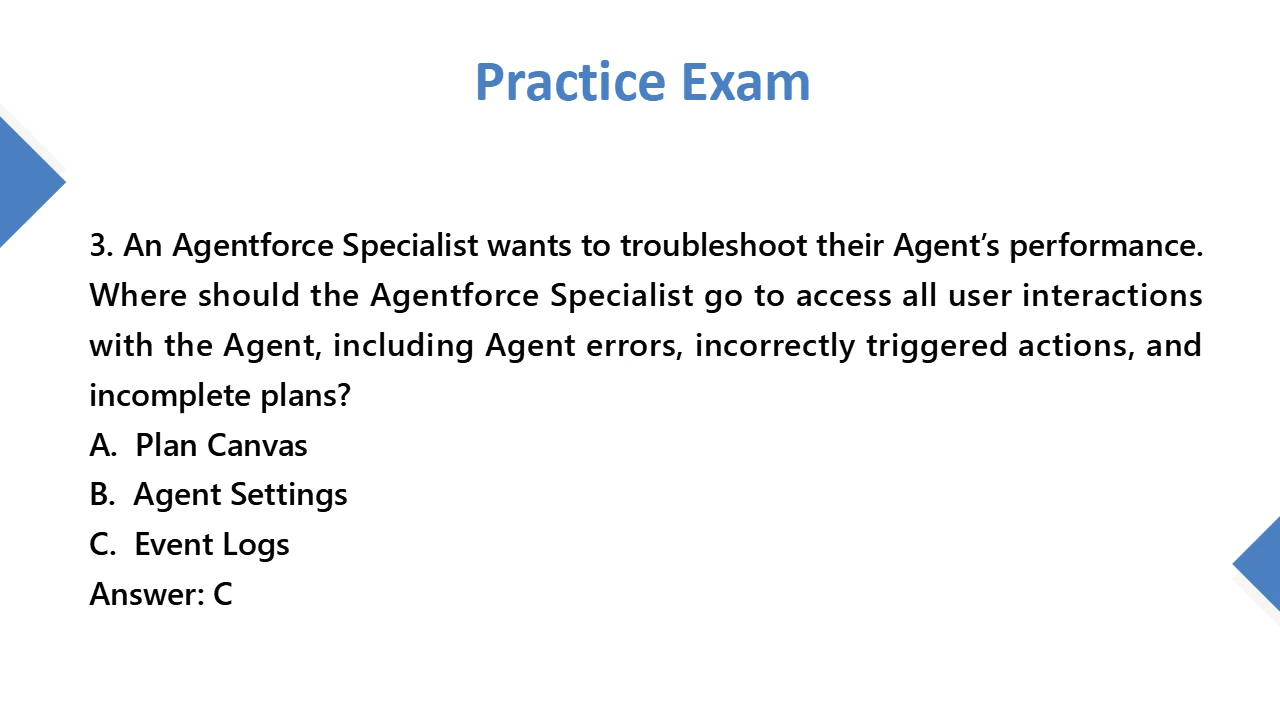 Practice Exam
3. An Agentforce Specialist wants to troubleshoot their Agent’s performance.
Where should the Agentforce Specialist go to access all user interactions
with the Agent, including Agent errors, incorrectly triggered actions, and
incomplete plans?
A. Plan Canvas
B. Agent Settings
C. Event Logs
Answer: C